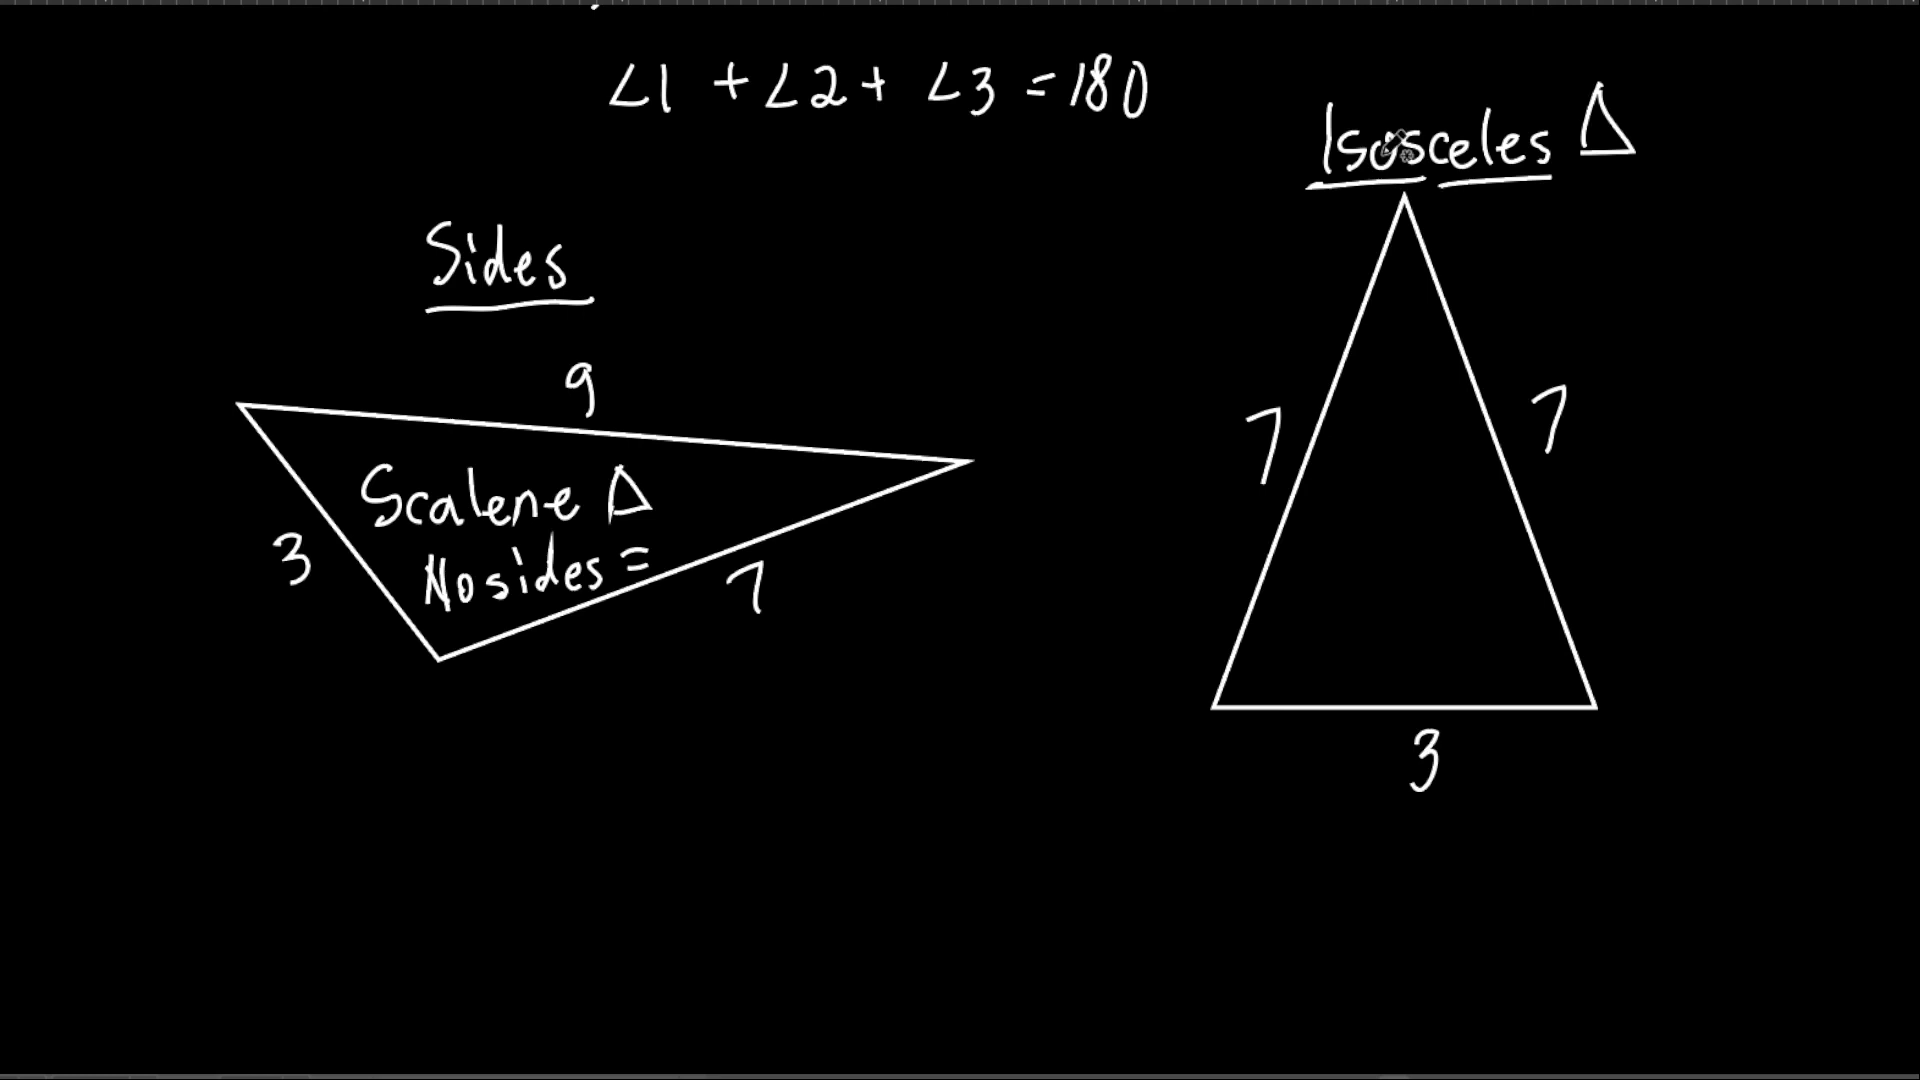 ∠1 + ∠2 + ∠3 = 180
Isosceles Δ
Sides
9
Scalene Δ
No sides =
3
7
7
7
3